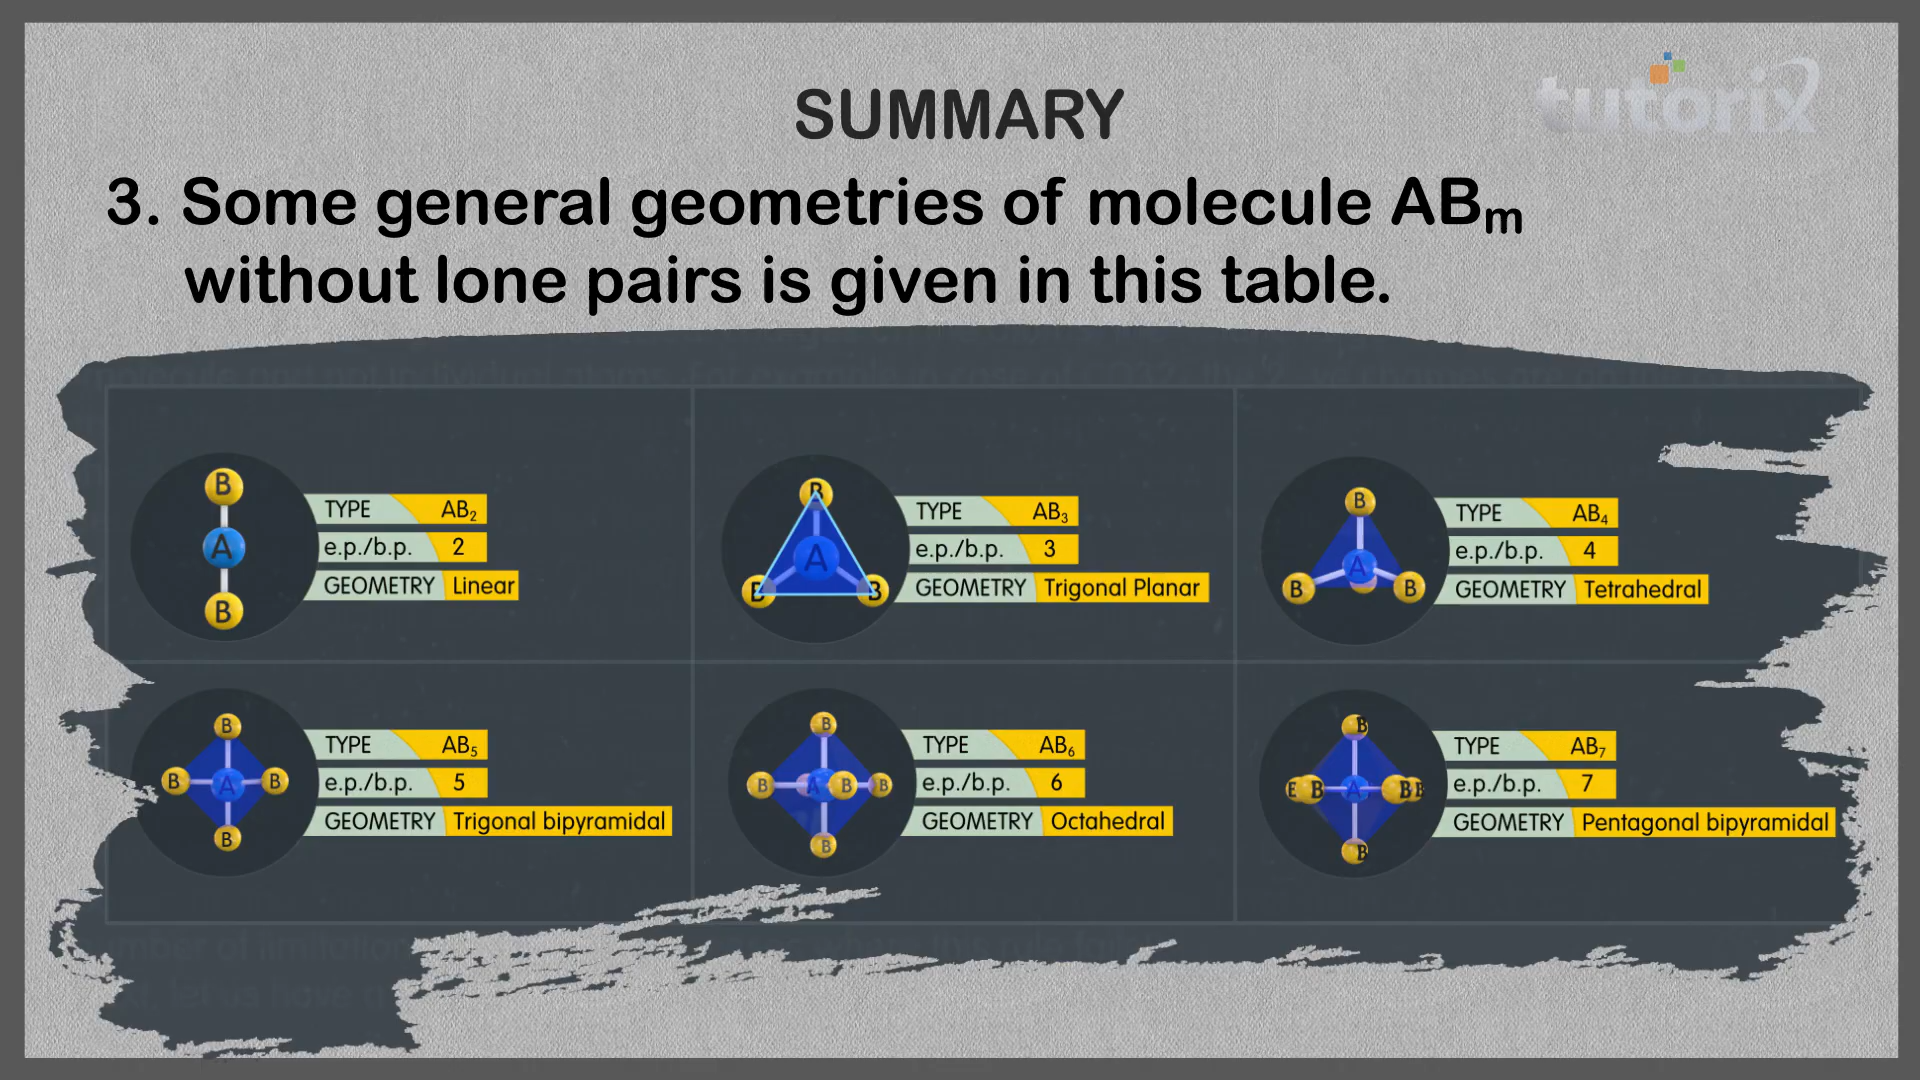 tutorix
SUMMARY
3. Some general geometries of molecule ABₘ
without lone pairs is given in this table.
B
A
B
TYPE AB₂
e.p./b.p. 2
GEOMETRY Linear
B
A
B B
TYPE AB₃
e.p./b.p. 3
GEOMETRY Trigonal Planar
B
A
B B
TYPE AB₄
e.p./b.p. 4
GEOMETRY Tetrahedral
B
B A B
B
TYPE AB₅
e.p./b.p. 5
GEOMETRY Trigonal bipyramidal
B
B A B B
B
TYPE AB₆
e.p./b.p. 6
GEOMETRY Octahedral
B
B B A B B
B
TYPE AB₇
e.p./b.p. 7
GEOMETRY Pentagonal bipyramidal